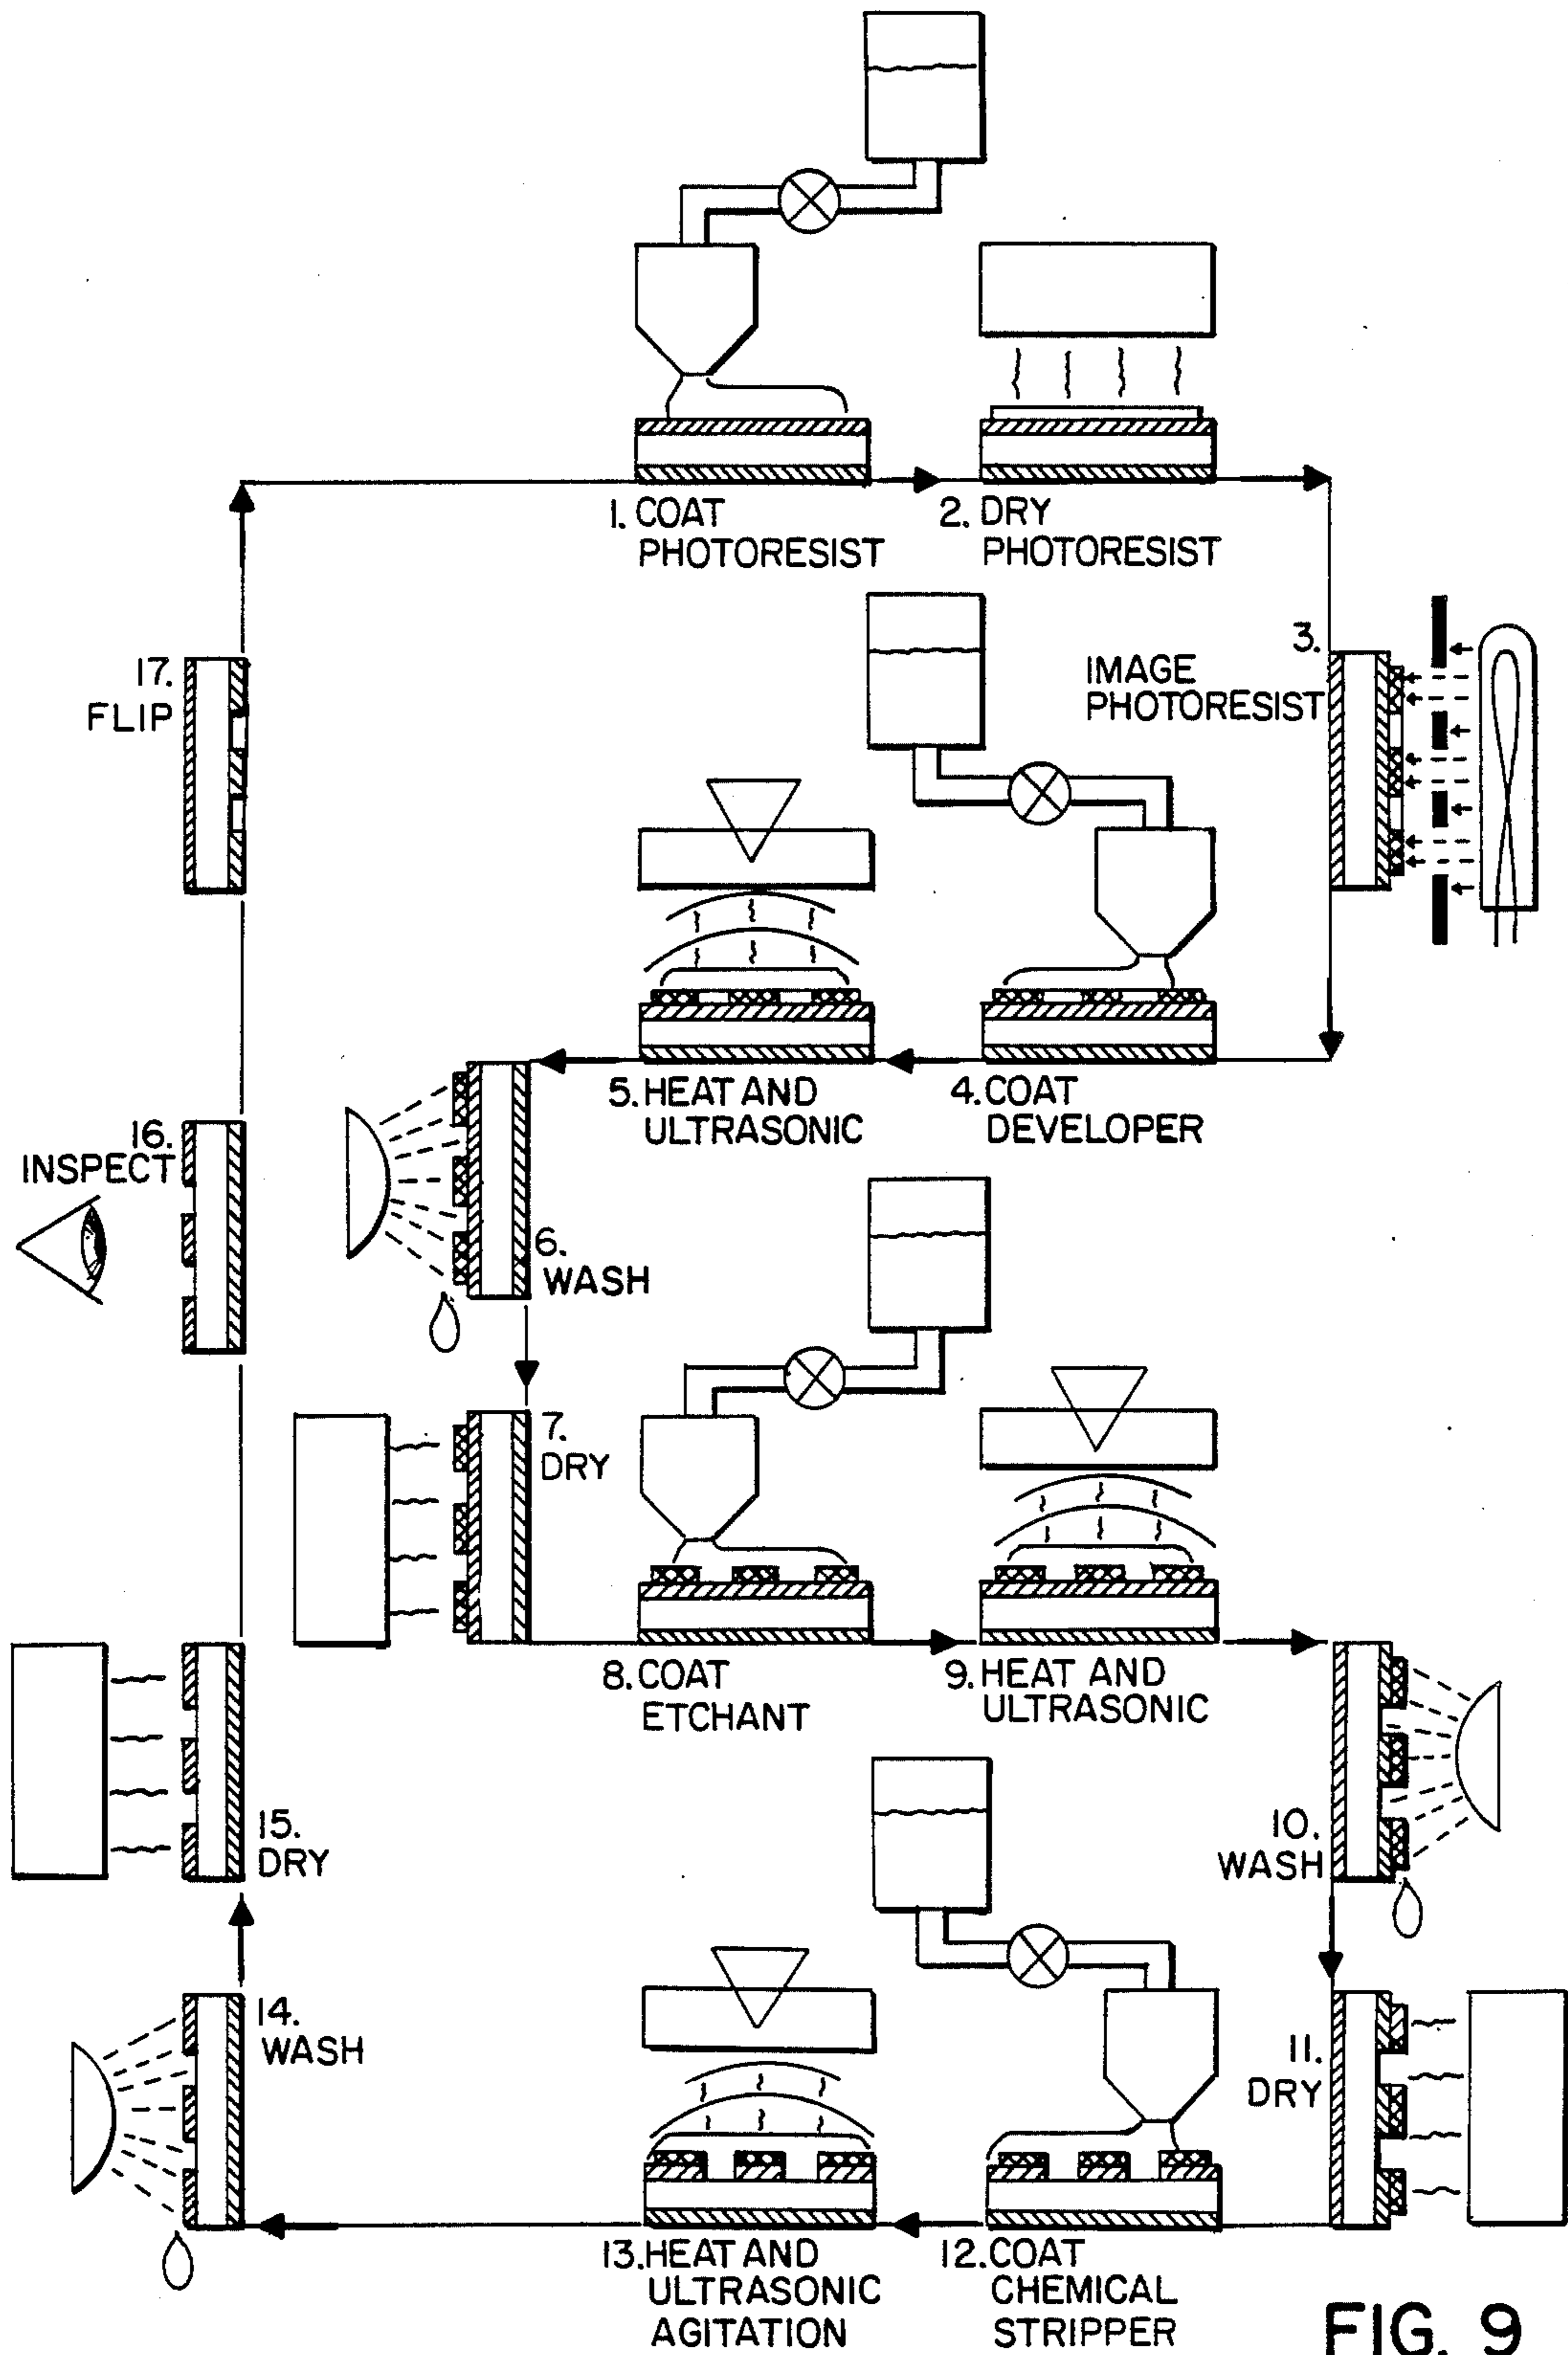 1. COAT
PHOTORESIST
2. DRY
PHOTORESIST
3.
IMAGE
PHOTORESIST
4. COAT
DEVELOPER
5. HEAT AND
ULTRASONIC
6.
WASH
7.
DRY
8. COAT
ETCHANT
9. HEAT AND
ULTRASONIC
10.
WASH
11.
DRY
12. COAT
CHEMICAL
STRIPPER
13. HEAT AND
ULTRASONIC
AGITATION
14.
WASH
15.
DRY
16.
INSPECT
17.
FLIP
FIG. 9